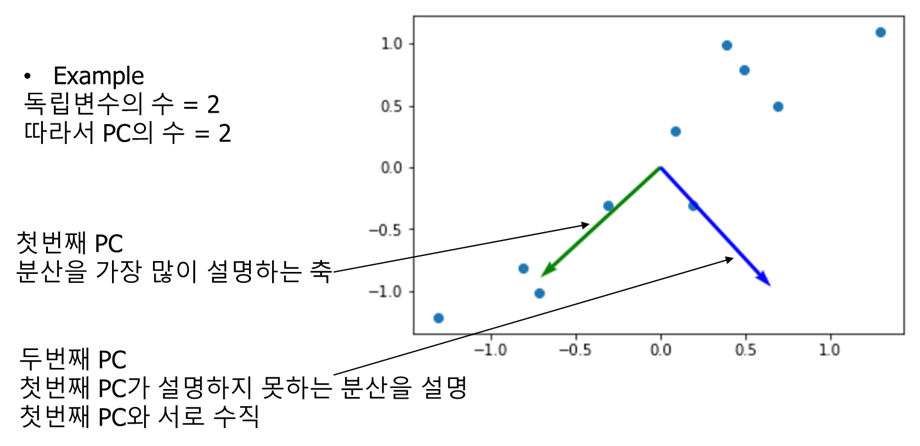 • Example
독립변수의 수 = 2
따라서 PC의 수 = 2
첫번째 PC
분산을 가장 많이 설명하는 축
두번째 PC
첫번째 PC가 설명하지 못하는 분산을 설명
첫번째 PC와 서로 수직
1.0
0.5
0.0
−0.5
−1.0
−1.0 −0.5 0.0 0.5 1.0